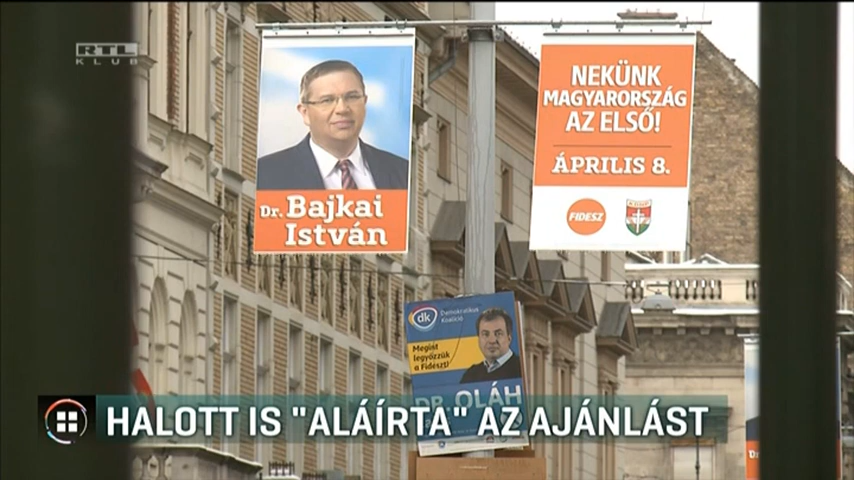 RTL
KLUB
NEKÜNK
MAGYARORSZÁG
AZ ELSŐ!
ÁPRILIS 8.
FIDESZ
KDNP
Dr. Bajkai
István
dk Demokratikus
Koalíció
Megint
legyőzzük
a Fideszt!
DR. OLÁH
HALOTT IS "ALÁÍRTA" AZ AJÁNLÁST